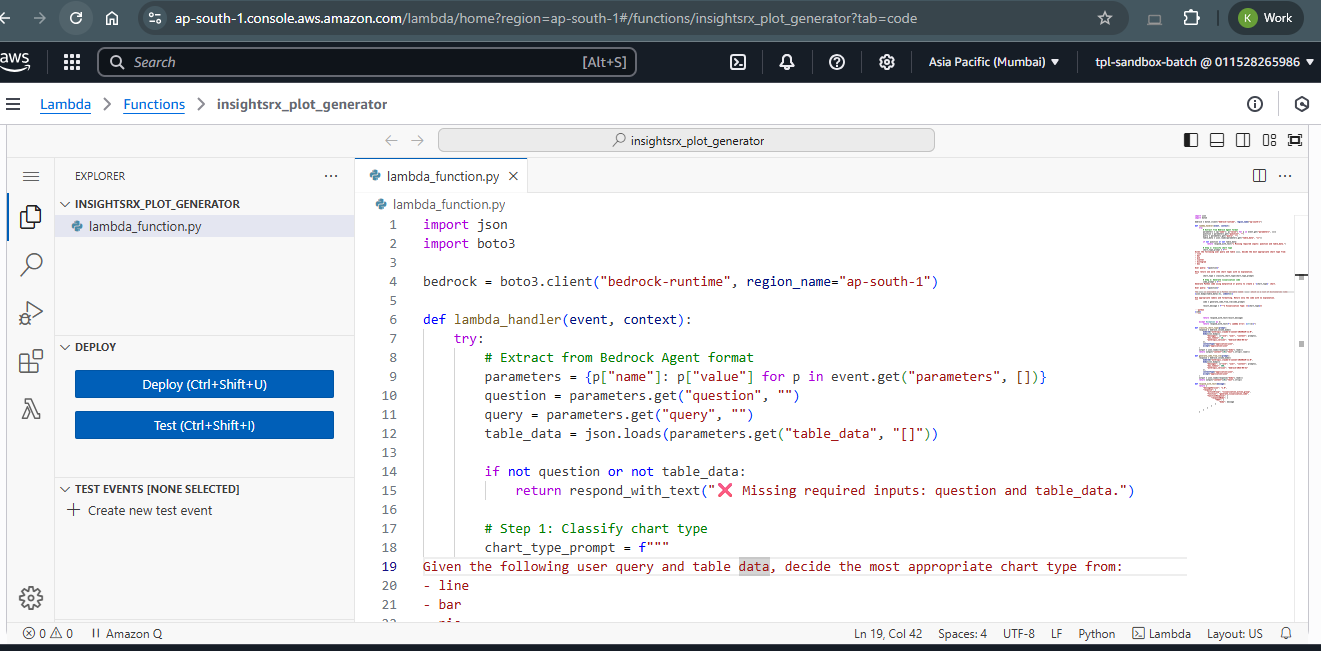 ap-south-1.console.aws.amazon.com/lambda/home?region=ap-south-1#/functions/insightsrx_plot_generator?tab=code
K Work
aws
Search [Alt+S]
Asia Pacific (Mumbai) ▼
tpl-sandbox-batch @ 011528265986 ▼
Lambda > Functions > insightsrx_plot_generator
insightsrx_plot_generator
EXPLORER ...
INSIGHTSRX_PLOT_GENERATOR
lambda_function.py
DEPLOY
Deploy (Ctrl+Shift+U)
Test (Ctrl+Shift+I)
TEST EVENTS [NONE SELECTED]
+ Create new test event
lambda_function.py ×
lambda_function.py
1 import json
2 import boto3
3
4 bedrock = boto3.client("bedrock-runtime", region_name="ap-south-1")
5
6 def lambda_handler(event, context):
7     try:
8         # Extract from Bedrock Agent format
9         parameters = {p["name"]: p["value"] for p in event.get("parameters", [])}
10         question = parameters.get("question", "")
11         query = parameters.get("query", "")
12         table_data = json.loads(parameters.get("table_data", "[]"))
13
14         if not question or not table_data:
15             return respond_with_text("❌ Missing required inputs: question and table_data.")
16
17         # Step 1: Classify chart type
18         chart_type_prompt = f"""
19 Given the following user query and table data, decide the most appropriate chart type from:
20 - line
21 - bar
0 0 Amazon Q
Ln 19, Col 42 Spaces: 4 UTF-8 LF Python Lambda Layout: US